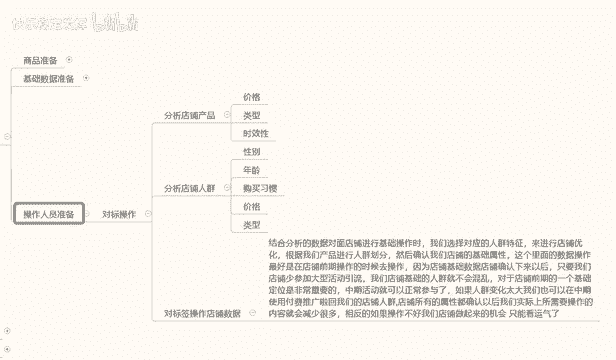 bilibili
商品准备
基础数据准备
操作人员准备
对标操作
分析店铺产品
价格
类型
时效性
分析店铺人群
性别
年龄
购买习惯
价格
类型
对标签操作店铺数据
结合分析的数据对面店铺进行基础操作时，我们选择对应的人群特征，来进行店铺优
化，根据我们产品进行人群划分，然后确认我们店铺的基础属性，这个里面的数据操作
最好是在店铺前期操作的时候去操作，因为店铺基础数据店铺确认下来以后，只要我们
店铺少参加大型活动引流，我们店铺基础的人群就不会混乱，对于店铺前期的一个基础
定位是非常重要的，中期活动就可以正常参与了，如果人群变化太大我们也可以在中期
使用付费推广啦回我们的店铺人群,店铺所有的属性都确认以后我们实际上所需要操作的
内容就会减少很多，相反的如果操作不好我们店铺做起来的机会 只能看运气了